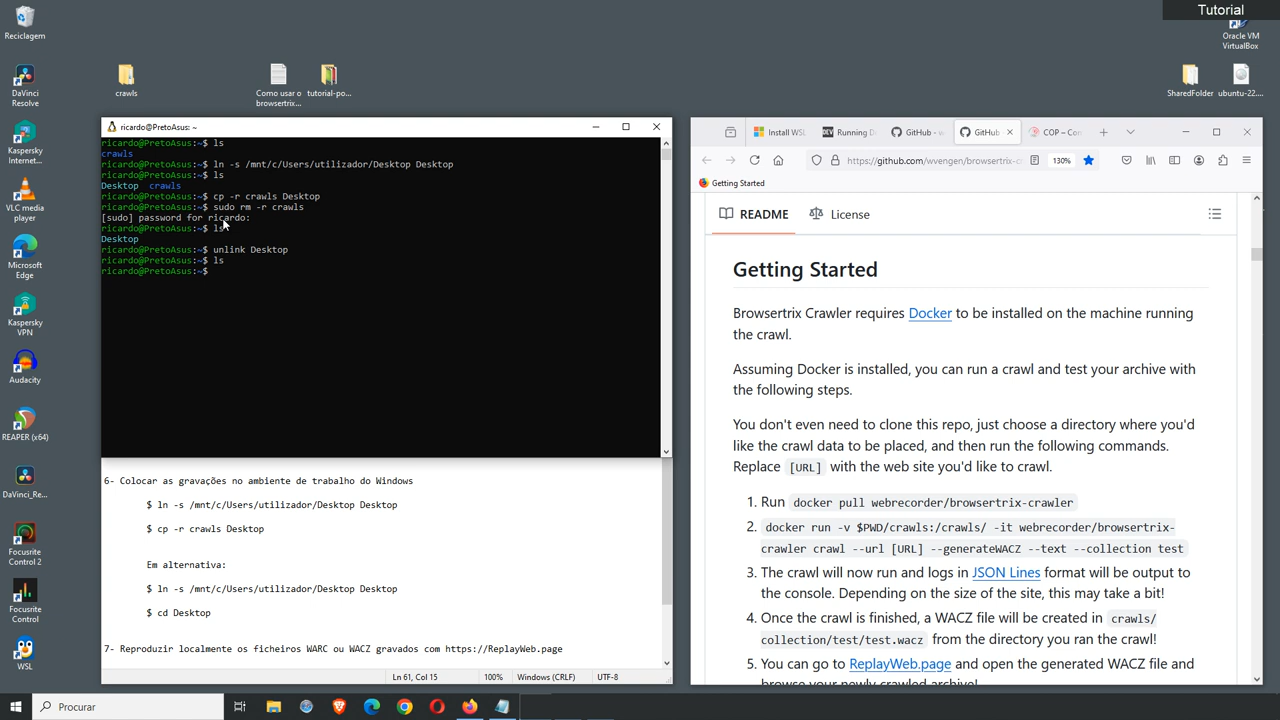 Tutorial
Reciclagem
DaVinci
Resolve
Kaspersky
Internet...
VLC media
player
Microsoft
Edge
Kaspersky
VPN
Audacity
REAPER (x64)
DaVinci_Re...
Focusrite
Control 2
Focusrite
Control
WSL
crawls
Como usar o
browsertrix...
tutorial-po...
SharedFolder
ubuntu-22....
Oracle VM
VirtualBox
ricardo@PretoAsus: ~
ricardo@PretoAsus:~$ ls
crawls
ricardo@PretoAsus:~$ ln -s /mnt/c/Users/utilizador/Desktop Desktop
ricardo@PretoAsus:~$ ls
Desktop crawls
ricardo@PretoAsus:~$ cp -r crawls Desktop
ricardo@PretoAsus:~$ sudo rm -r crawls
[sudo] password for ricardo:
ricardo@PretoAsus:~$ ls
Desktop
ricardo@PretoAsus:~$ unlink Desktop
ricardo@PretoAsus:~$ ls
ricardo@PretoAsus:~$
6- Colocar as gravações no ambiente de trabalho do Windows
$ ln -s /mnt/c/Users/utilizador/Desktop Desktop
$ cp -r crawls Desktop
Em alternativa:
$ ln -s /mnt/c/Users/utilizador/Desktop Desktop
$ cd Desktop
7- Reproduzir localmente os ficheiros WARC ou WACZ gravados com https://ReplayWeb.page
Ln 61, Col 15 100% Windows (CRLF) UTF-8
Install WSL Running D GitHub - w GitHub COP – Con
https://github.com/wvengen/browsertrix-c 130%
Getting Started
README License
Getting Started
Browsertrix Crawler requires Docker to be installed on the machine running
the crawl.
Assuming Docker is installed, you can run a crawl and test your archive with
the following steps.
You don't even need to clone this repo, just choose a directory where you'd
like the crawl data to be placed, and then run the following commands.
Replace [URL] with the web site you'd like to crawl.
1. Run docker pull webrecorder/browsertrix-crawler
2. docker run -v $PWD/crawls:/crawls/ -it webrecorder/browsertrix-
crawler crawl --url [URL] --generateWACZ --text --collection test
3. The crawl will now run and logs in JSON Lines format will be output to
the console. Depending on the size of the site, this may take a bit!
4. Once the crawl is finished, a WACZ file will be created in crawls/
collection/test/test.wacz from the directory you ran the crawl!
5. You can go to ReplayWeb.page and open the generated WACZ file and
browse your newly crawled archive!
Procurar